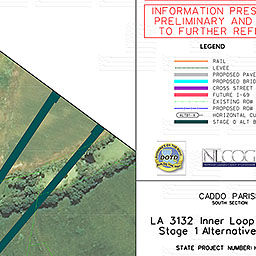 INFORMATION PRES
PRELIMINARY AND
TO FURTHER REF
LEGEND
RAIL
LEVEE
PROPOSED PAVE
PROPOSED BRID
CROSS STREET
FUTURE I-69
EXISTING ROW
PROPOSED ROW
ALT B1-A HORIZONTAL CU
STAGE 0 ALT B
DOTD
NLCOG
CADDO PARIS
SOUTH SECTION
LA 3132 Inner Loop
Stage 1 Alternative
STATE PROJECT NUMBER: H